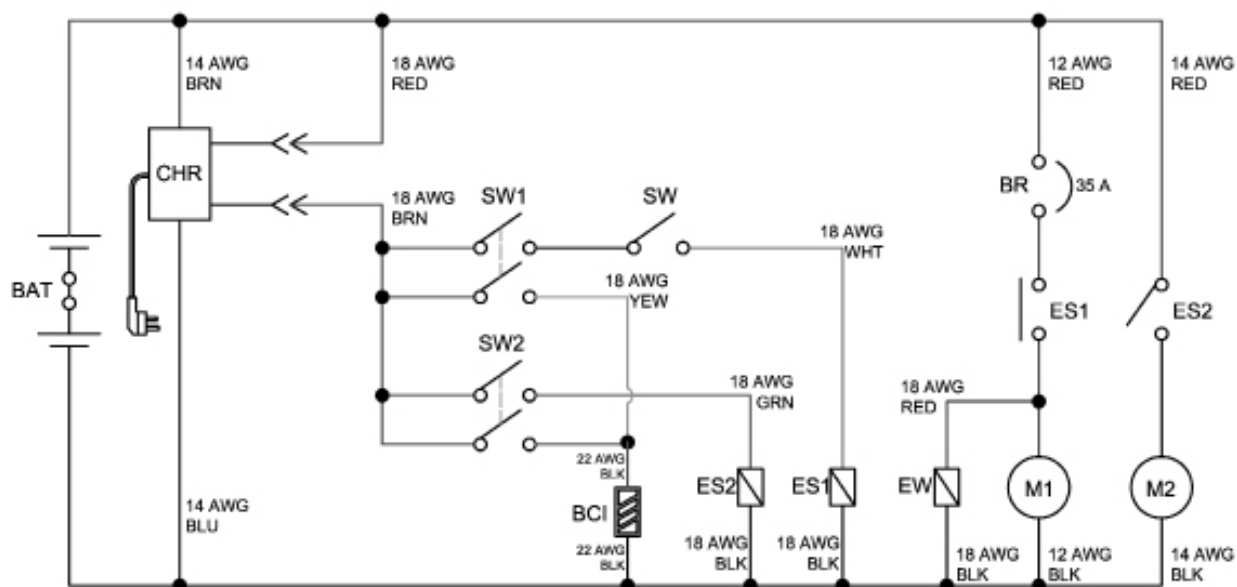 14 AWG
BRN
18 AWG
RED
12 AWG
RED
14 AWG
RED
CHR
BR
35 A
18 AWG
BRN
SW1
SW
18 AWG
WHT
18 AWG
YEW
BAT
ES1
ES2
SW2
18 AWG
GRN
18 AWG
RED
22 AWG
BLK
ES2
ES1
EW
M1
M2
14 AWG
BLU
BCI
22 AWG
BLK
18 AWG
BLK
18 AWG
BLK
18 AWG
BLK
12 AWG
BLK
14 AWG
BLK